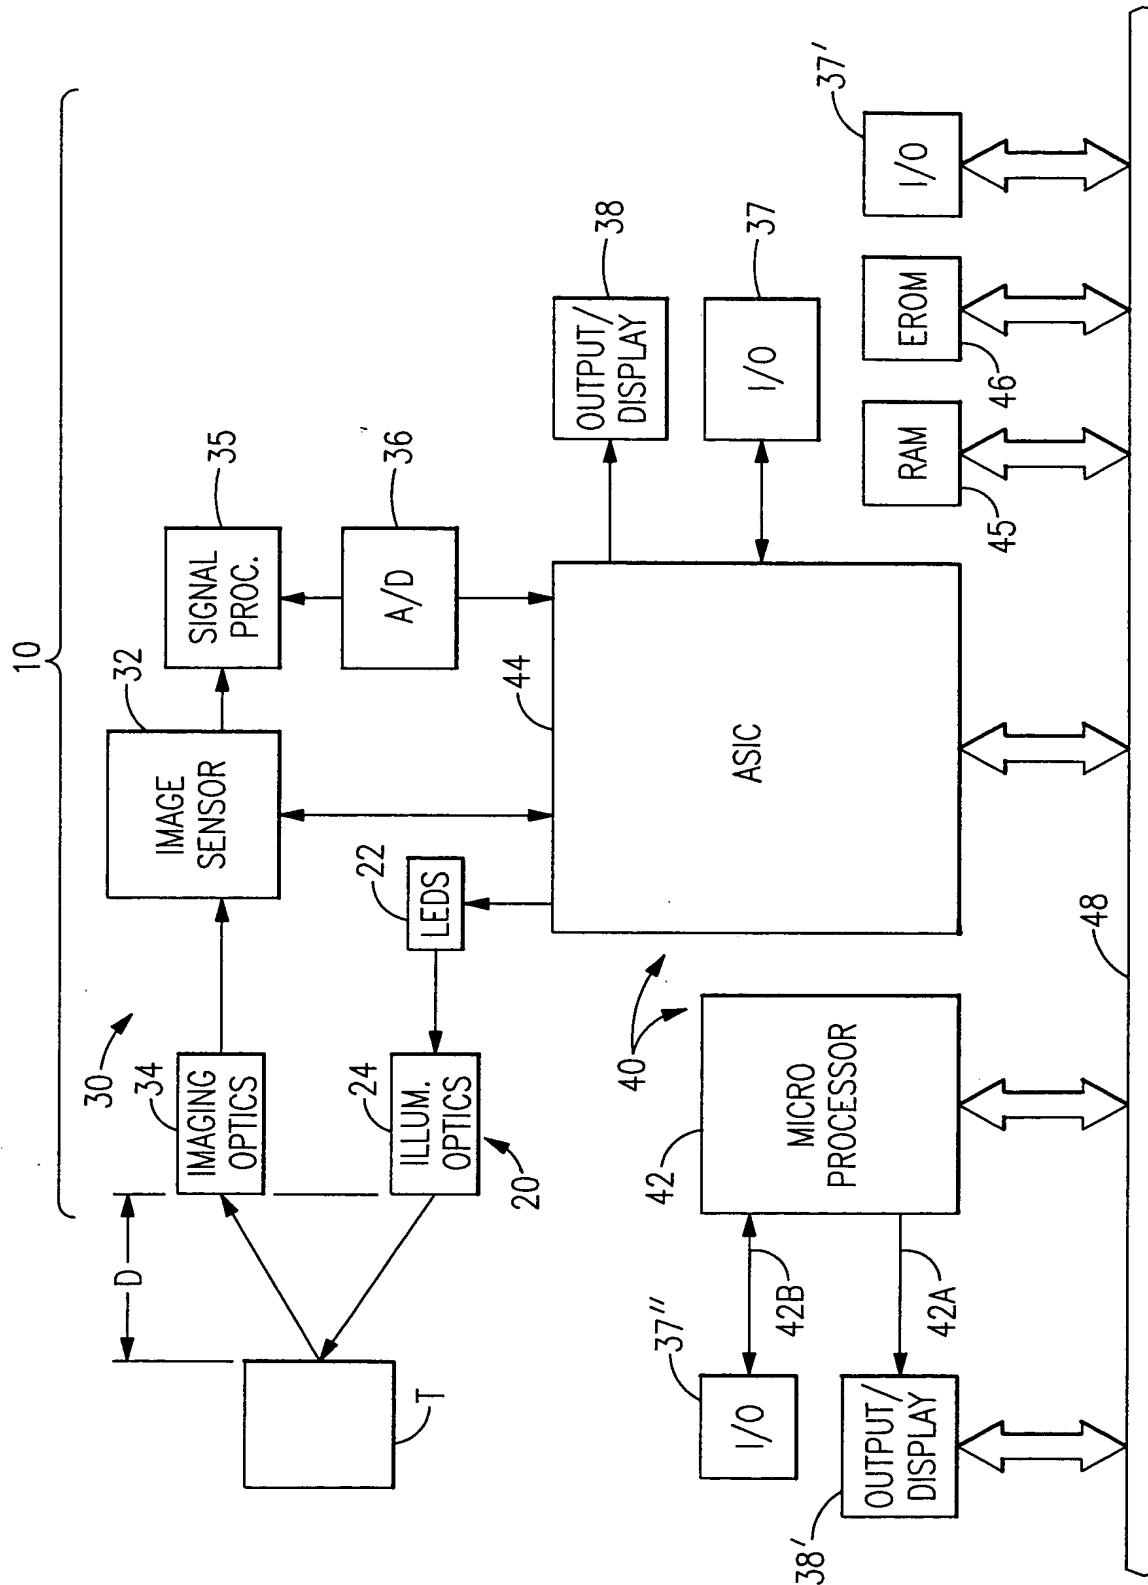 10
30
34
IMAGING
OPTICS
32
IMAGE
SENSOR
35
SIGNAL
PROC.
D
T
20
24
ILLUM.
OPTICS
22
LEDS
36
A/D
40
44
ASIC
38
OUTPUT/
DISPLAY
37
I/O
42
MICRO
PROCESSOR
42B
42A
37"
I/O
38'
OUTPUT/
DISPLAY
45
RAM
46
EROM
37'
I/O
48